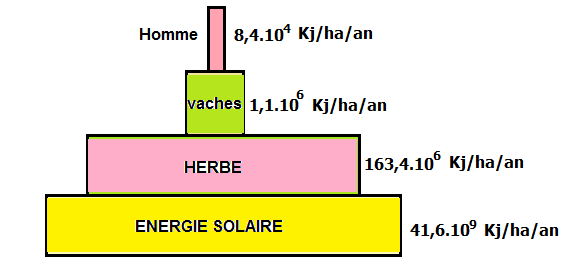 Homme 8,4.10⁴ Kj/ha/an
vaches 1,1.10⁶ Kj/ha/an
HERBE 163,4.10⁶ Kj/ha/an
ENERGIE SOLAIRE 41,6.10⁹ Kj/ha/an